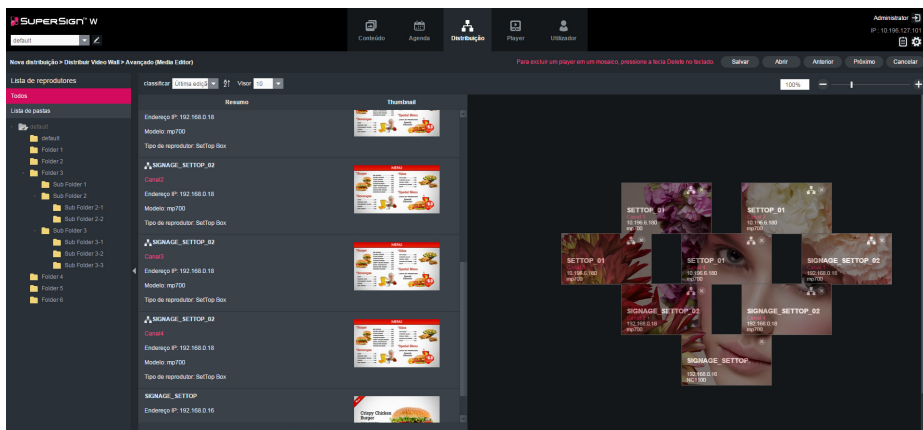 SUPERSign™ W
Administrator
IP : 10.196.127.101
default
Conteúdo
Agenda
Distribuição
Player
Utilizador
Nova distribuição > Distribuir Video Wall > Avançado (Media Editor)
Para excluir um player em um mosaico, pressione a tecla Delete no teclado.
Salvar
Abrir
Anterior
Próximo
Cancelar
Lista de reprodutores
classificar
Última ediçã
Visor
10
100%
Todos
Resumo
Thumbnail
Lista de pastas
default
default
Folder 1
Folder 2
Folder 3
Sub Folder 1
Sub Folder 2
Sub Folder 2-1
Sub Folder 2-2
Sub Folder 3
Sub Folder 3-1
Sub Folder 3-2
Sub Folder 3-3
Folder 4
Folder 5
Folder 6
Endereço IP: 192.168.0.18
Modelo: mp700
Tipo de reprodutor: SetTop Box
SIGNAGE_SETTOP_02
Canal2
Endereço IP: 192.168.0.18
Modelo: mp700
Tipo de reprodutor: SetTop Box
MENU
SIGNAGE_SETTOP_02
Canal3
Endereço IP: 192.168.0.18
Modelo: mp700
Tipo de reprodutor: SetTop Box
MENU
SIGNAGE_SETTOP_02
Canal4
Endereço IP: 192.168.0.18
Modelo: mp700
Tipo de reprodutor: SetTop Box
MENU
SIGNAGE_SETTOP
Endereço IP: 192.168.0.16
Crispy Chicken
Burger
SETTOP_01
10.196.6.180
mp700
SETTOP_01
10.196.6.180
mp700
SETTOP_01
10.196.6.180
mp700
SETTOP_01
10.196.6.180
mp700
SIGNAGE_SETTOP_02
192.168.0.18
mp700
SIGNAGE_SETTOP_02
192.168.0.18
mp700
SIGNAGE_SETTOP_02
192.168.0.18
mp700
SIGNAGE_SETTOP
192.168.0.16
NC1100